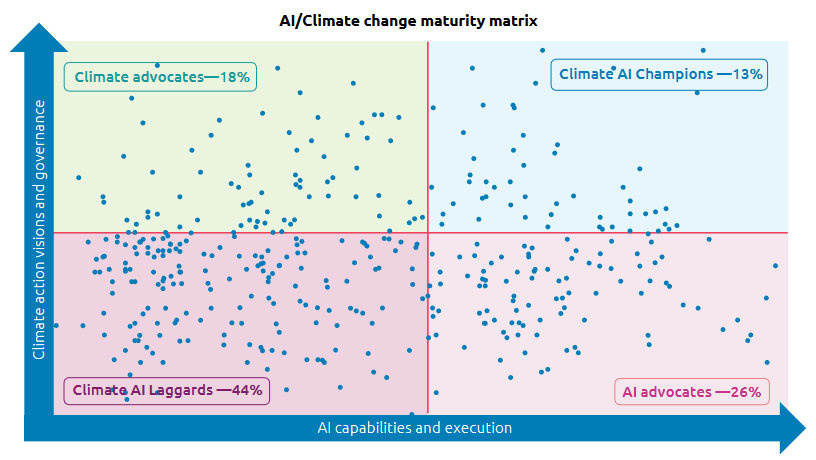 AI/Climate change maturity matrix
Climate advocates—18%
Climate AI Champions —13%
Climate action visions and governance
Climate AI Laggards —44%
AI advocates —26%
AI capabilities and execution